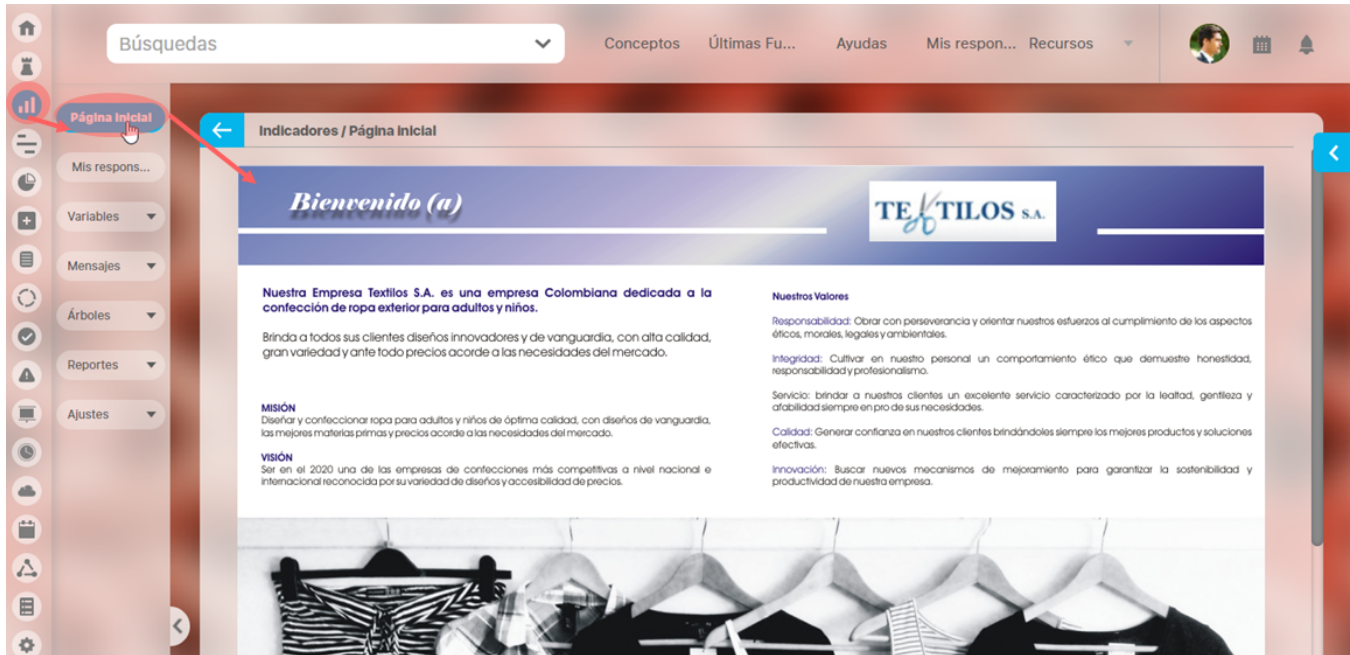 Búsquedas
Conceptos
Últimas Fu...
Ayudas
Mis respon...
Recursos
Página Inicial
Mis respons...
Variables
Mensajes
Árboles
Reportes
Ajustes
Indicadores / Página Inicial
Bienvenido (a)
TEXTILOS S.A.
Nuestra Empresa Textilos S.A. es una empresa Colombiana dedicada a la
confección de ropa exterior para adultos y niños.
Brinda a todos sus clientes diseños innovadores y de vanguardia, con alta calidad,
gran variedad y ante todo precios acorde a las necesidades del mercado.
MISIÓN
Diseñar y confeccionar ropa para adultos y niños de óptima calidad, con diseños de vanguardia,
las mejores materias primas y precios acorde a las necesidades del mercado.
VISIÓN
Ser en el 2020 una de las empresas de confecciones más competitivas a nivel nacional e
internacional reconocida por su variedad de diseños y accesibilidad de precios.
Nuestros Valores
Responsabilidad: Obrar con perseverancia y orientar nuestros esfuerzos al cumplimiento de los aspectos
éticos, morales, legales y ambientales.
Integridad: Cultivar en nuestro personal un comportamiento ético que demuestre honestidad,
responsabilidad y profesionalismo.
Servicio: brindar a nuestros clientes un excelente servicio caracterizado por la lealtad, gentileza y
afabilidad siempre en pro de sus necesidades.
Calidad: Generar confianza en nuestros clientes brindándoles siempre los mejores productos y soluciones
efectivas.
Innovación: Buscar nuevos mecanismos de mejoramiento para garantizar la sostenibilidad y
productividad de nuestra empresa.